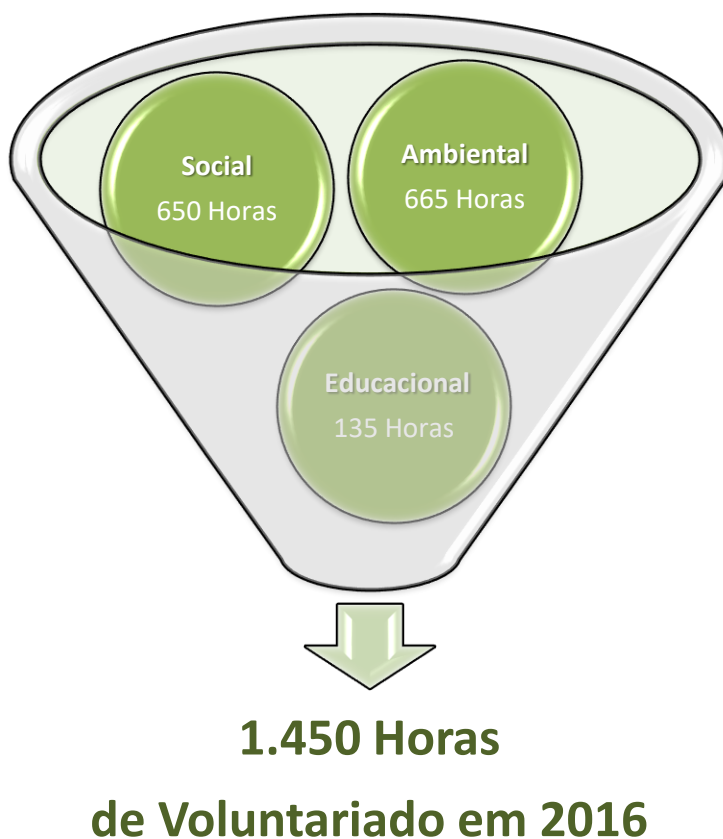 Social
650 Horas
Ambiental
665 Horas
Educacional
135 Horas
1.450 Horas
de Voluntariado em 2016